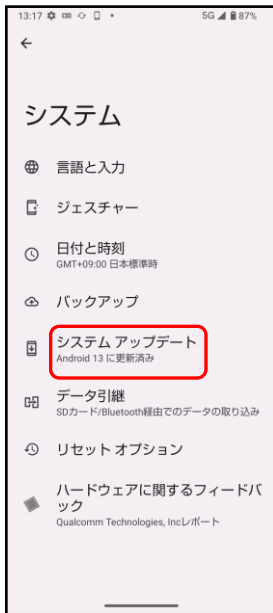 13:17 5G 87%
システム
言語と入力
ジェスチャー
日付と時刻
GMT+09:00 日本標準時
バックアップ
システム アップデート
Android 13 に更新済み
データ引継
SDカード/Bluetooth経由でのデータの取り込み
リセット オプション
ハードウェアに関するフィードバ
ック
Qualcomm Technologies, Incレポート